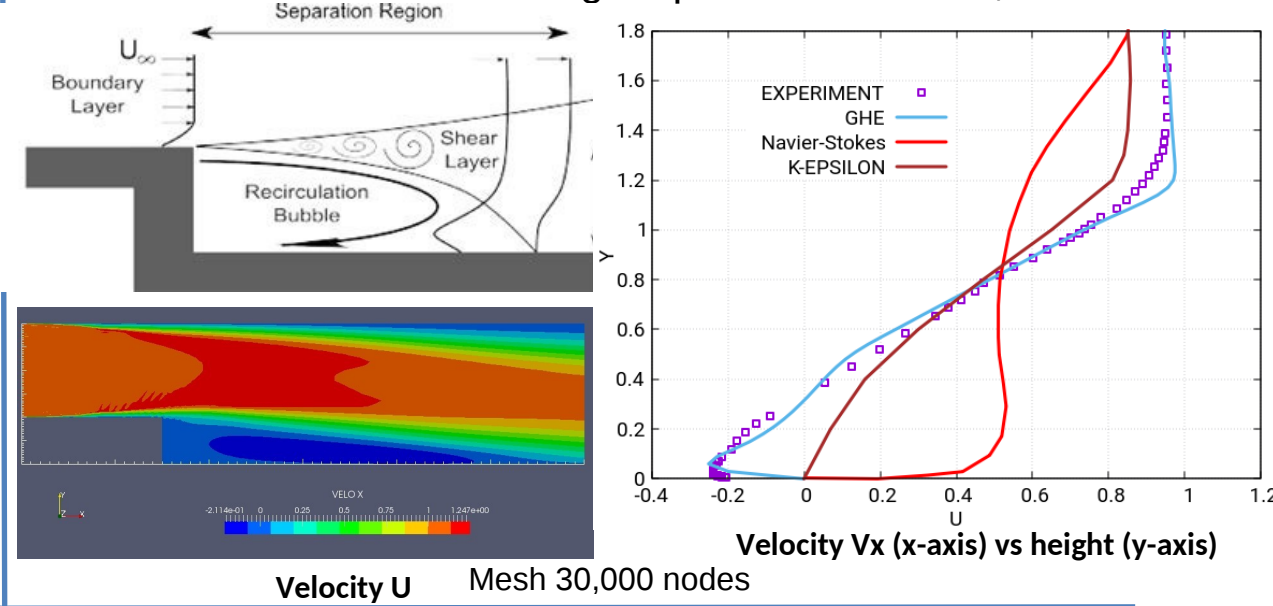 Separation Region
U∞
Boundary
Layer
Shear
Layer
Recirculation
Bubble
VELO X
-2.114e-01 0 0.25 0.5 0.75 1 1.247e+00
Y
Z X
Velocity U
Mesh 30,000 nodes
1.8
1.6
1.4
1.2
1
0.8
0.6
0.4
0.2
0
Y
EXPERIMENT
GHE
Navier-Stokes
K-EPSILON
-0.4 -0.2 0 0.2 0.4 0.6 0.8 1 1.2
U
Velocity Vx (x-axis) vs height (y-axis)